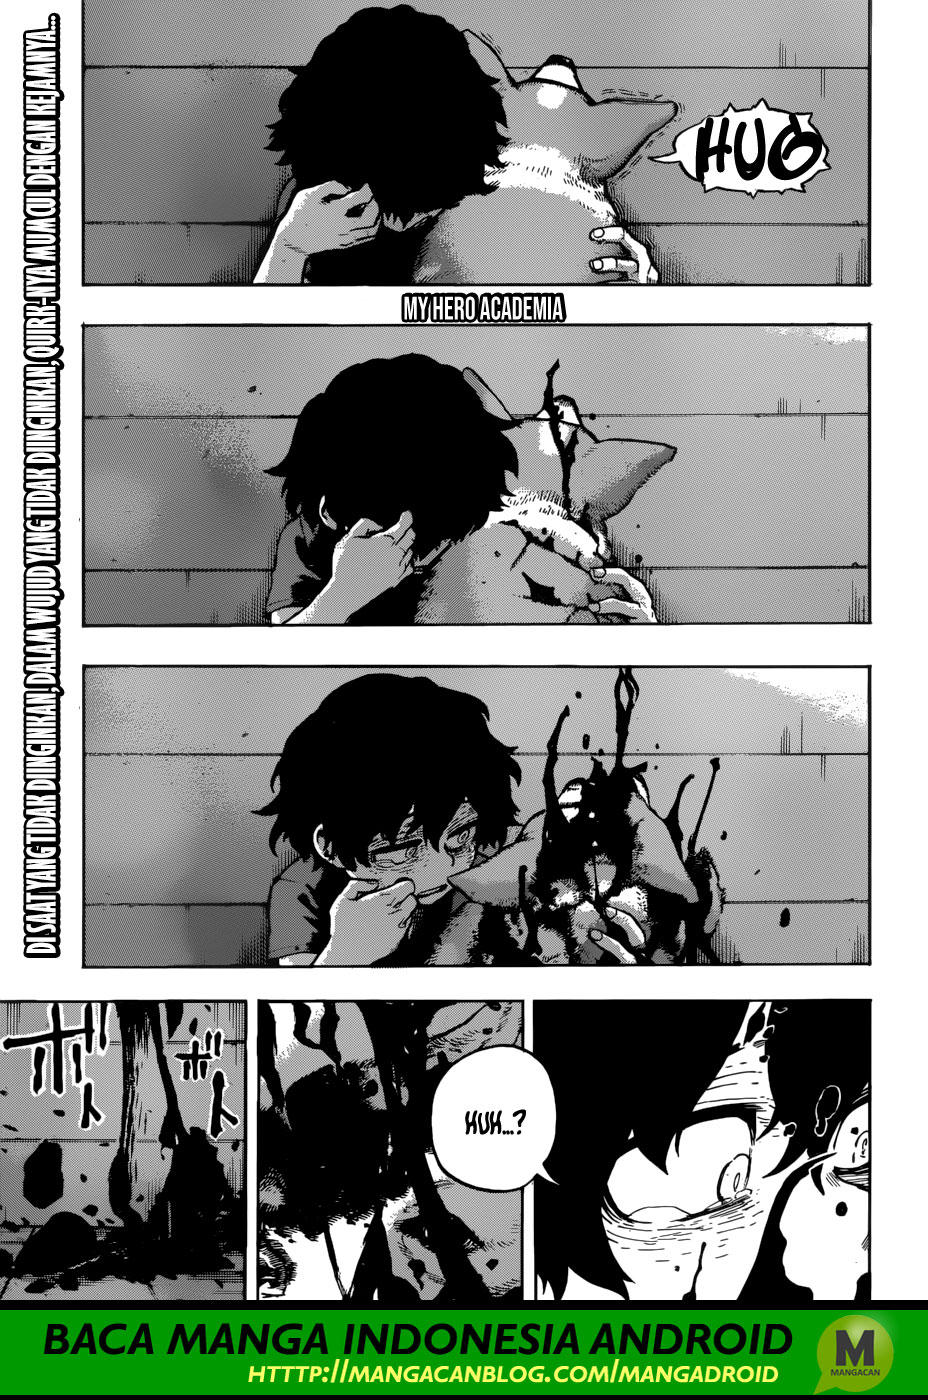 DI SAAT YANG TIDAK DIINGINKAN, DALAM WUJUD YANG TIDAK DIINGINKAN, QUIRK-NYA MUMCUL DENGAN KEJAMNYA...
HUG
MY HERO ACADEMIA
HUH...?
ボト
ボト
BACA MANGA INDONESIA ANDROID
HTTTP://MANGACANBLOG.COM/MANGADROID
M
MANGACAN